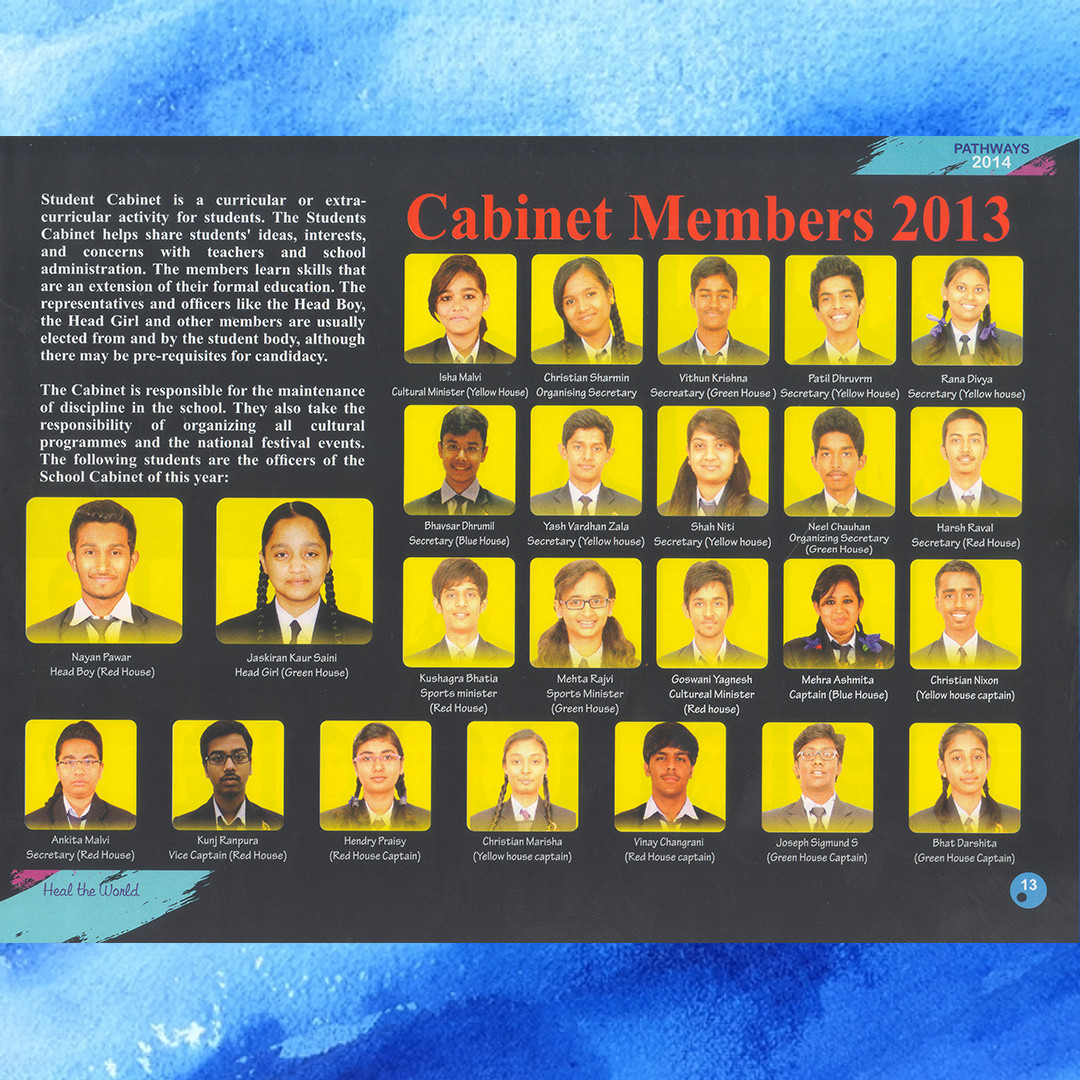 PATHWAYS
2014
Student Cabinet is a curricular or extra-
curricular activity for students. The Students
Cabinet helps share students' ideas, interests,
and concerns with teachers and school
administration. The members learn skills that
are an extension of their formal education. The
representatives and officers like the Head Boy,
the Head Girl and other members are usually
elected from and by the student body, although
there may be pre-requisites for candidacy.
The Cabinet is responsible for the maintenance
of discipline in the school. They also take the
responsibility of organizing all cultural
programmes and the national festival events.
The following students are the officers of the
School Cabinet of this year:
Nayan Pawar
Head Boy (Red House)
Jaskiran Kaur Saini
Head Girl (Green House)
Cabinet Members 2013
Isha Malvi
Cultural Minister (Yellow House)
Christian Sharmin
Organising Secretary
Vithun Krishna
Secreatary (Green House)
Patil Dhruvrm
Secretary (Yellow House)
Rana Divya
Secretary (Yellow house)
Bhavsar Dhrumil
Secretary (Blue House)
Yash Vardhan Zala
Secretary (Yellow house)
Shah Niti
Secretary (Yellow house)
Neel Chauhan
Organizing Secretary
(Green House)
Harsh Raval
Secretary (Red House)
Kushagra Bhatia
Sports minister
(Red House)
Mehta Rajvi
Sports Minister
(Green House)
Goswani Yagnesh
Cultureal Minister
(Red house)
Mehra Ashmita
Captain (Blue House)
Christian Nixon
(Yellow house captain)
Ankita Malvi
Secretary (Red House)
Kunj Ranpura
Vice Captain (Red House)
Hendry Praisy
(Red House Captain)
Christian Marisha
(Yellow house captain)
Vinay Changrani
(Red House captain)
Joseph Sigmund S
(Green House Captain)
Bhat Darshita
(Green House Captain)
Heal the World
13